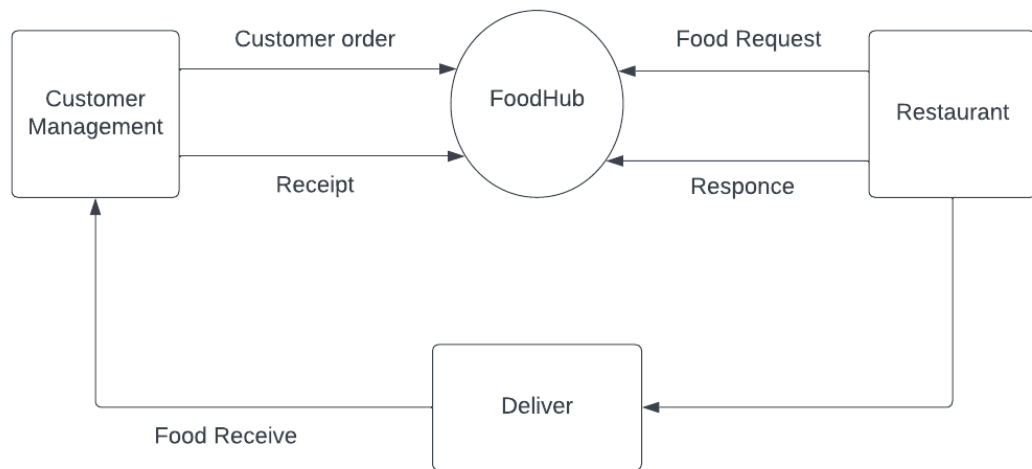 Customer order
Food Request
Customer
Management
FoodHub
Restaurant
Receipt
Responce
Deliver
Food Receive